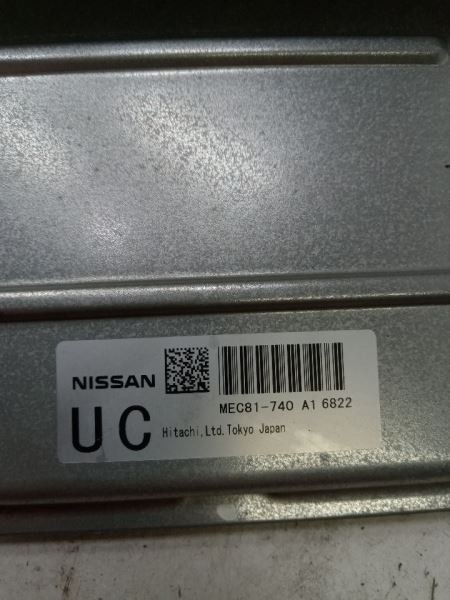 NISSAN
MEC81-740 A1 6822
UC
Hitachi,Ltd.Tokyo Japan